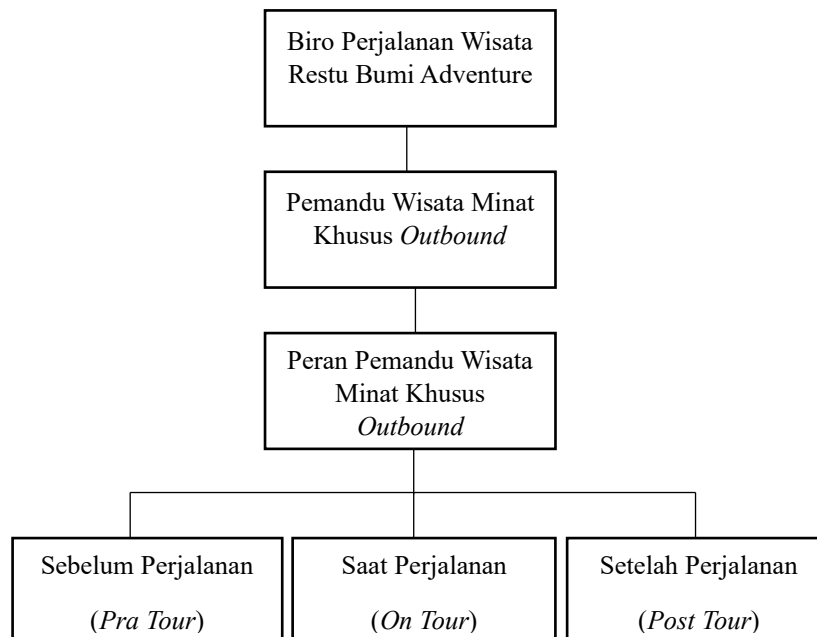 Biro Perjalanan Wisata
Restu Bumi Adventure
Pemandu Wisata Minat
Khusus Outbound
Peran Pemandu Wisata
Minat Khusus
Outbound
Sebelum Perjalanan
(Pra Tour)
Saat Perjalanan
(On Tour)
Setelah Perjalanan
(Post Tour)